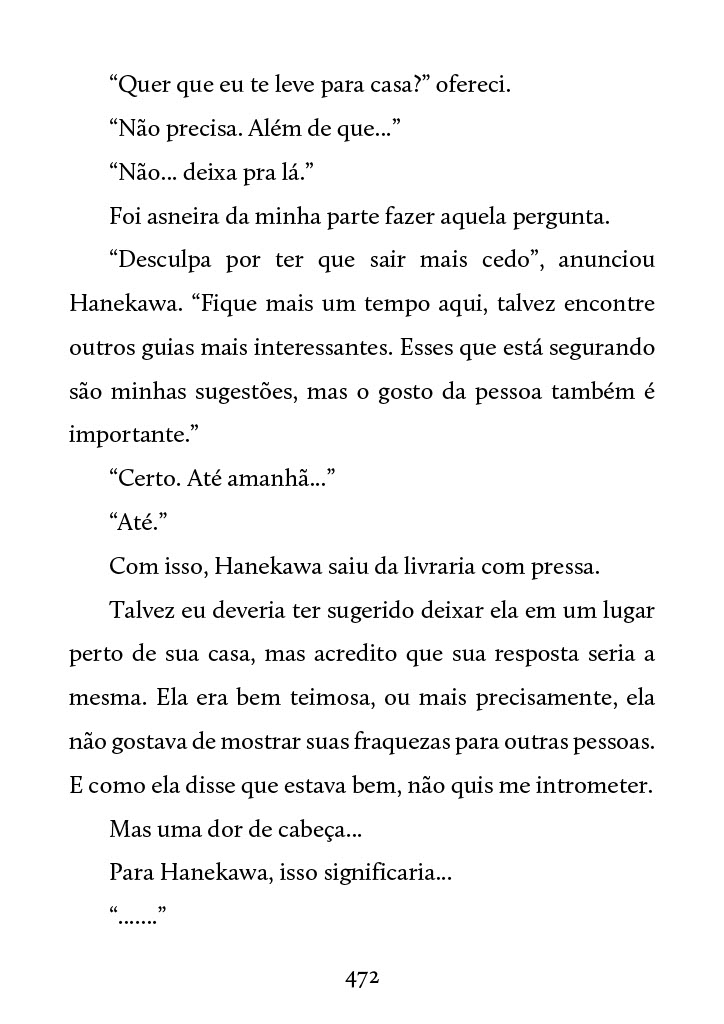 “Quer que eu te leve para casa?” ofereci.
“Não precisa. Além de que...”
“Não... deixa pra lá.”
Foi asneira da minha parte fazer aquela pergunta.
“Desculpa por ter que sair mais cedo”, anunciou
Hanekawa. “Fique mais um tempo aqui, talvez encontre
outros guias mais interessantes. Esses que está segurando
são minhas sugestões, mas o gosto da pessoa também é
importante.”
“Certo. Até amanhã...”
“Até.”
Com isso, Hanekawa saiu da livraria com pressa.
Talvez eu deveria ter sugerido deixar ela em um lugar
perto de sua casa, mas acredito que sua resposta seria a
mesma. Ela era bem teimosa, ou mais precisamente, ela
não gostava de mostrar suas fraquezas para outras pessoas.
E como ela disse que estava bem, não quis me intrometer.
Mas uma dor de cabeça...
Para Hanekawa, isso significaria...
“.......”
472